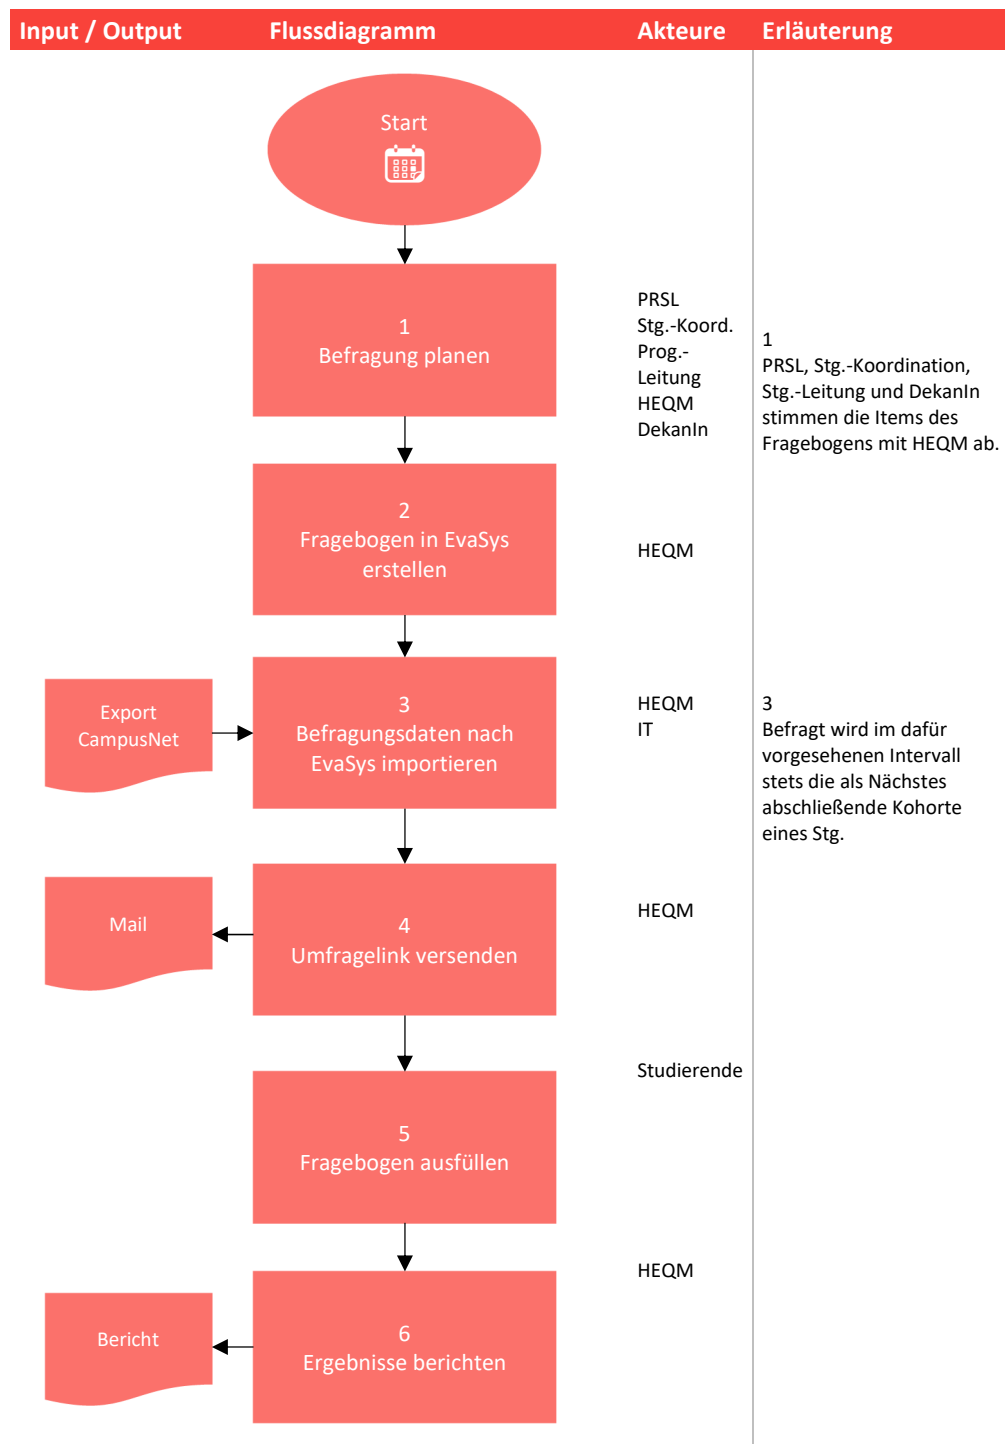 Input / Output Flussdiagramm Akteure Erläuterung
Start
1
Befragung planen
PRSL
Stg.-Koord.
Prog.-
Leitung
HEQM
DekanIn
1
PRSL, Stg.-Koordination,
Stg.-Leitung und DekanIn
stimmen die Items des
Fragebogens mit HEQM ab.
2
Fragebogen in EvaSys
erstellen
HEQM
Export
CampusNet
3
Befragungsdaten nach
EvaSys importieren
HEQM
IT
3
Befragt wird im dafür
vorgesehenen Intervall
stets die als Nächstes
abschließende Kohorte
eines Stg.
Mail
4
Umfragelink versenden
HEQM
5
Fragebogen ausfüllen
Studierende
Bericht
6
Ergebnisse berichten
HEQM